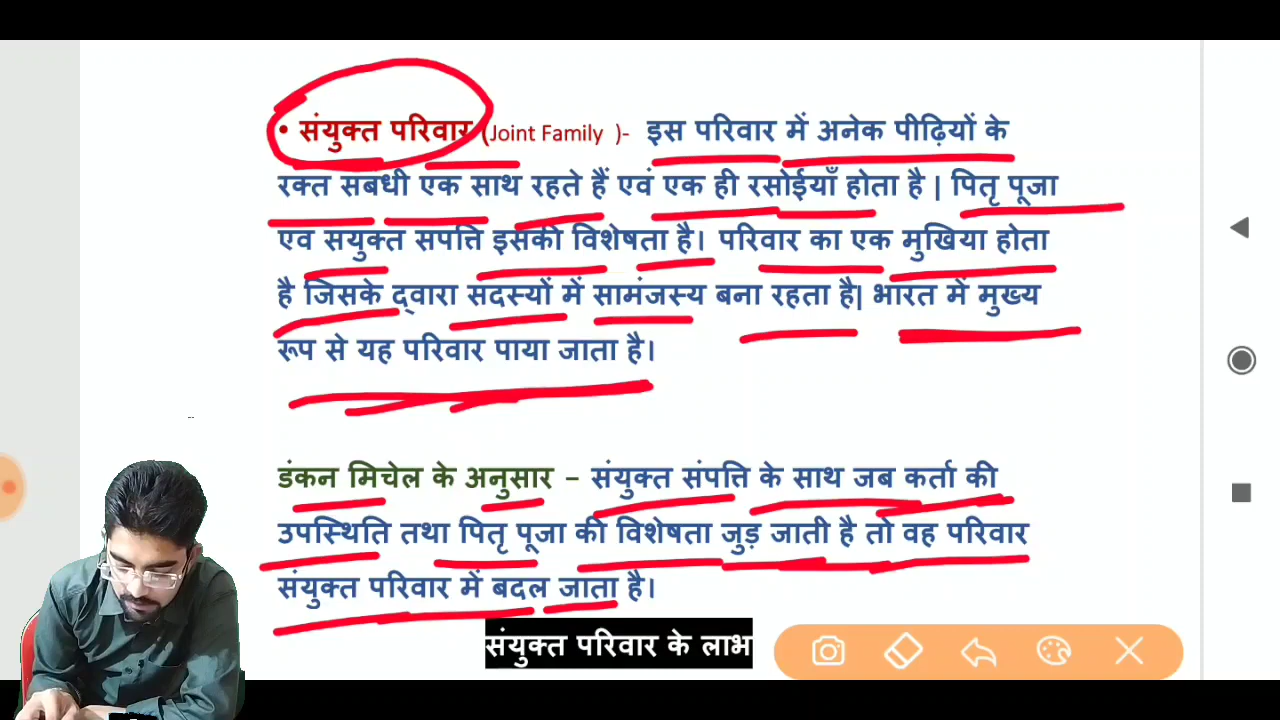 • संयुक्त परिवार (Joint Family )- इस परिवार में अनेक पीढ़ियों के
रक्त सबधी एक साथ रहते हैं एवं एक ही रसोईयाँ होता है | पितृ पूजा
एव सयुक्त सपत्ति इसकी विशेषता है। परिवार का एक मुखिया होता
है जिसके द्वारा सदस्यों में सामंजस्य बना रहता है| भारत में मुख्य
रूप से यह परिवार पाया जाता है।
डंकन मिचेल के अनुसार – संयुक्त संपत्ति के साथ जब कर्ता की
उपस्थिति तथा पितृ पूजा की विशेषता जुड़ जाती है तो वह परिवार
संयुक्त परिवार में बदल जाता है।
संयुक्त परिवार के लाभ